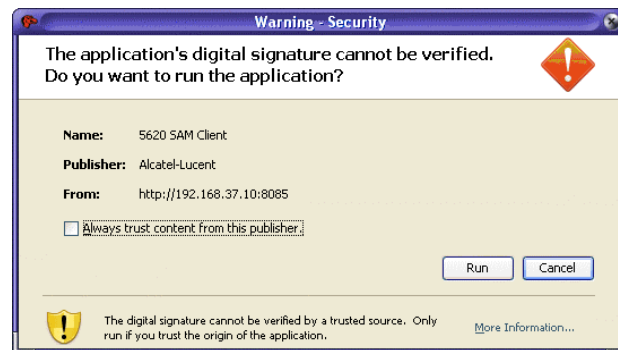 Warning - Security
The application's digital signature cannot be verified.
Do you want to run the application?
Name: 5620 SAM Client
Publisher: Alcatel-Lucent
From: http://192.168.37.10:8085
Always trust content from this publisher.
Run Cancel
The digital signature cannot be verified by a trusted source. Only
run if you trust the origin of the application.
More Information...